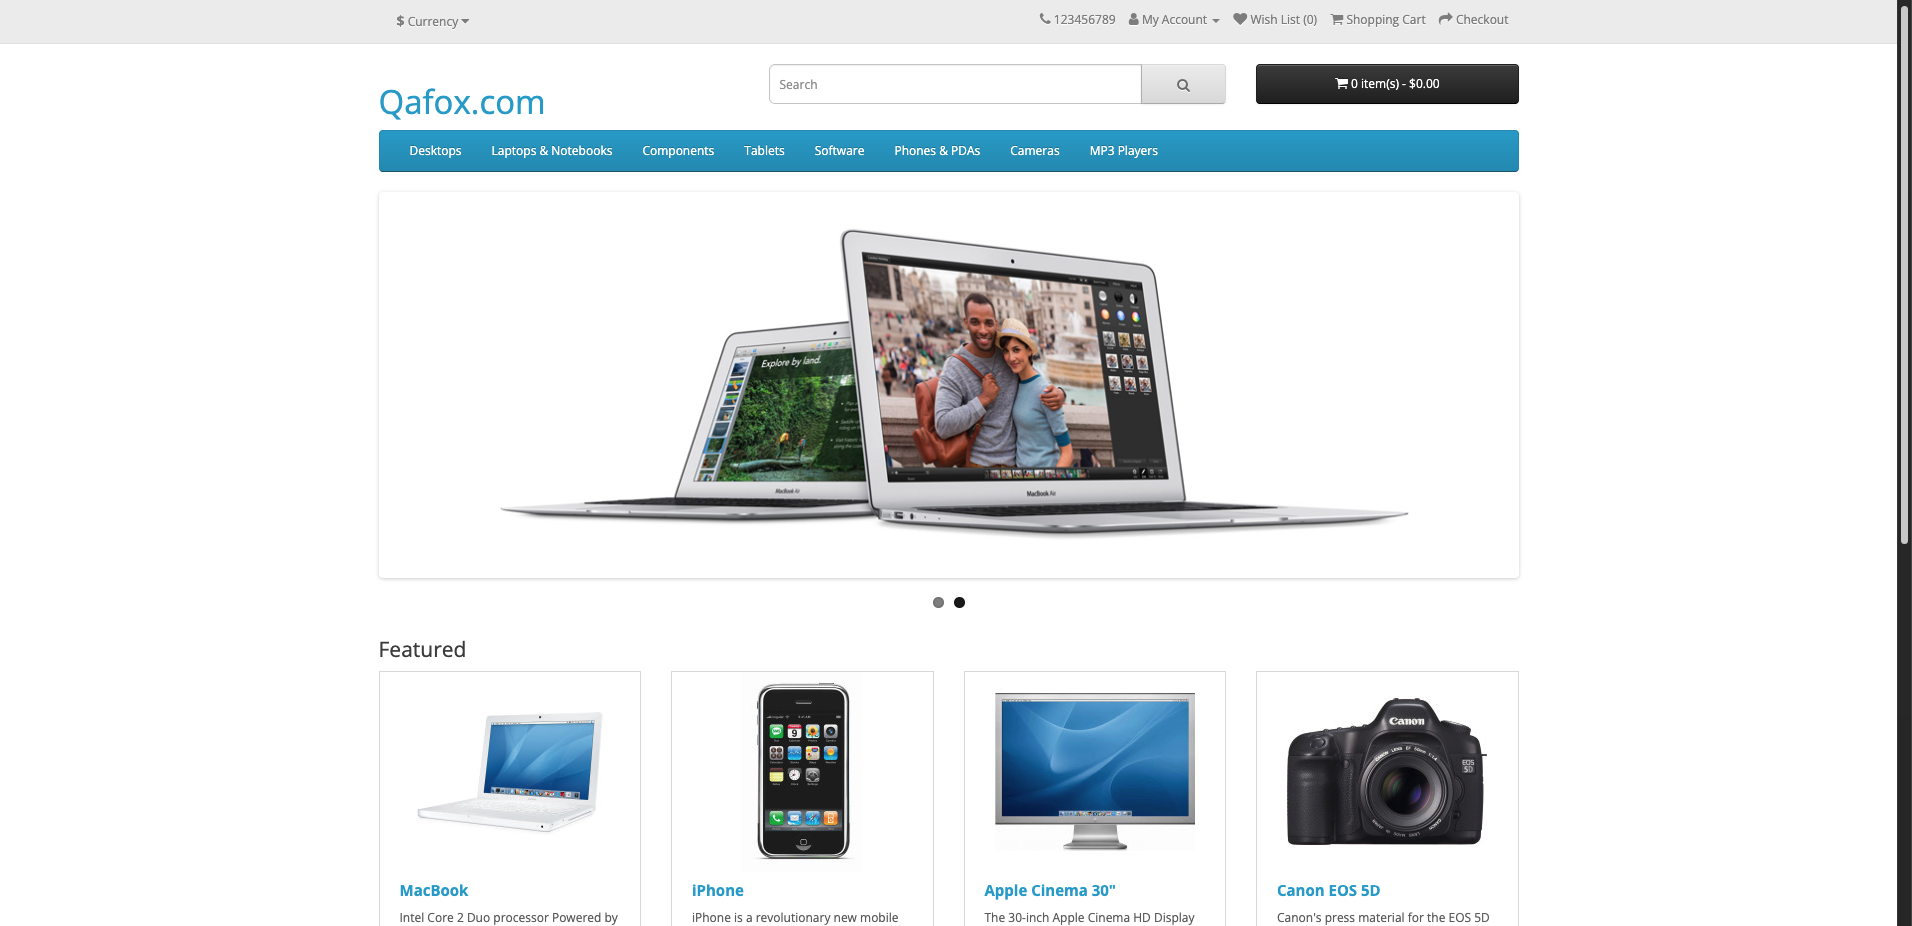 $ Currency
123456789 My Account Wish List (0) Shopping Cart Checkout
Qafox.com
Search
0 item(s) - $0.00
Desktops Laptops & Notebooks Components Tablets Software Phones & PDAs Cameras MP3 Players
Explore by land.
MacBook Air
MacBook Air
Featured
Canon
EOS
5D
MacBook
iPhone
Apple Cinema 30"
Canon EOS 5D
Intel Core 2 Duo processor Powered by
iPhone is a revolutionary new mobile
The 30-inch Apple Cinema HD Display
Canon's press material for the EOS 5D